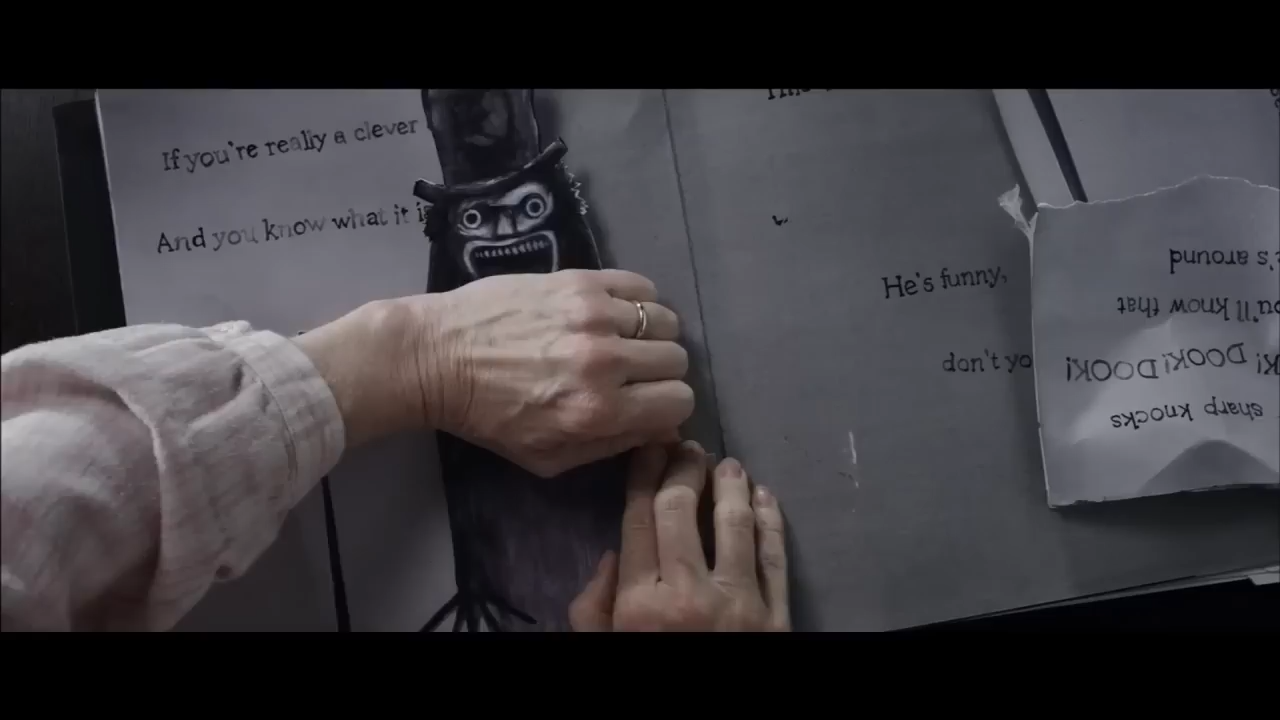 If you're really a clever
And you know what it is
He's funny,
don't yo
sharp knocks
K! DOOK! DOOK!
ou'll know that
's around